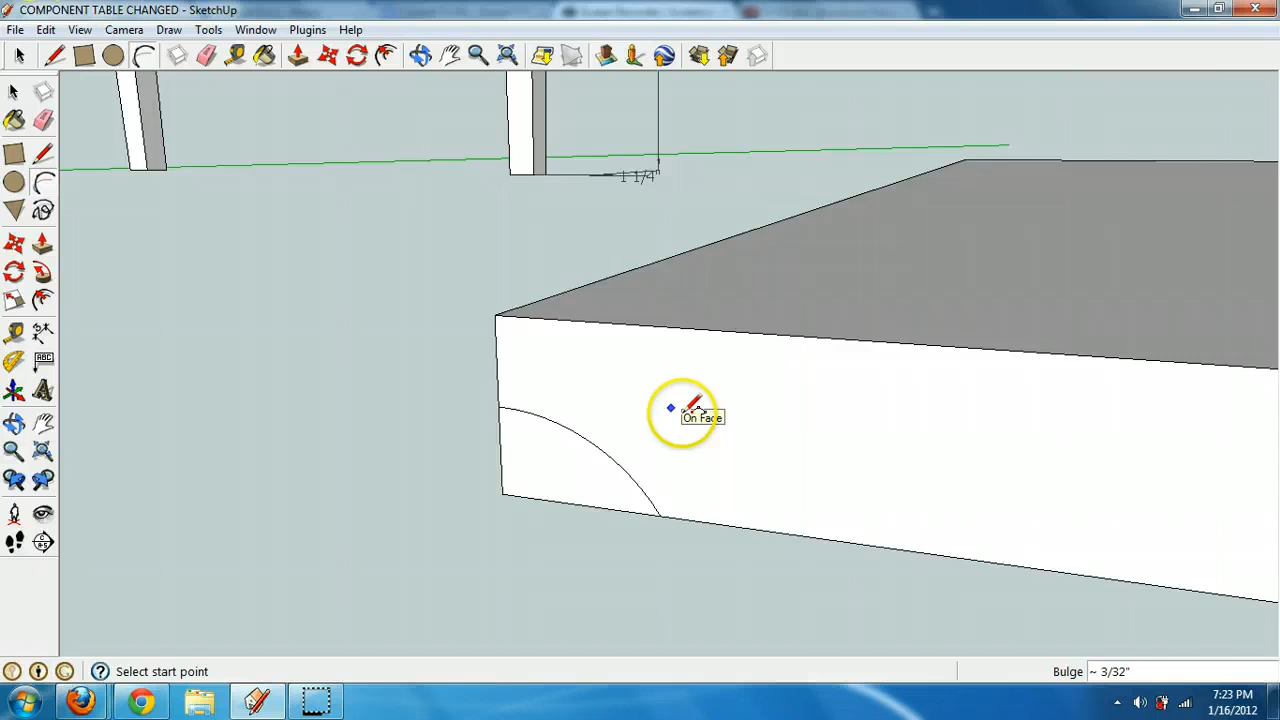 COMPONENT TABLE CHANGED - SketchUp
File Edit View Camera Draw Tools Window Plugins Help
1 1/4"
On Face
ABC
Select start point
Bulge ~ 3/32"
7:23 PM
1/16/2012